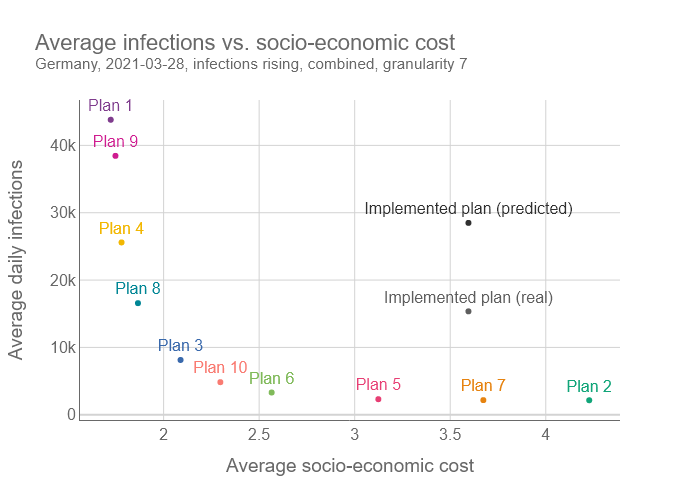 Average infections vs. socio-economic cost
Germany, 2021-03-28, infections rising, combined, granularity 7
Plan 1
Plan 9
Plan 4
Plan 8
Plan 3
Plan 10
Plan 6
Plan 5
Plan 7
Plan 2
Implemented plan (predicted)
Implemented plan (real)
40k
30k
20k
10k
0
Average daily infections
2
2.5
3
3.5
4
Average socio-economic cost